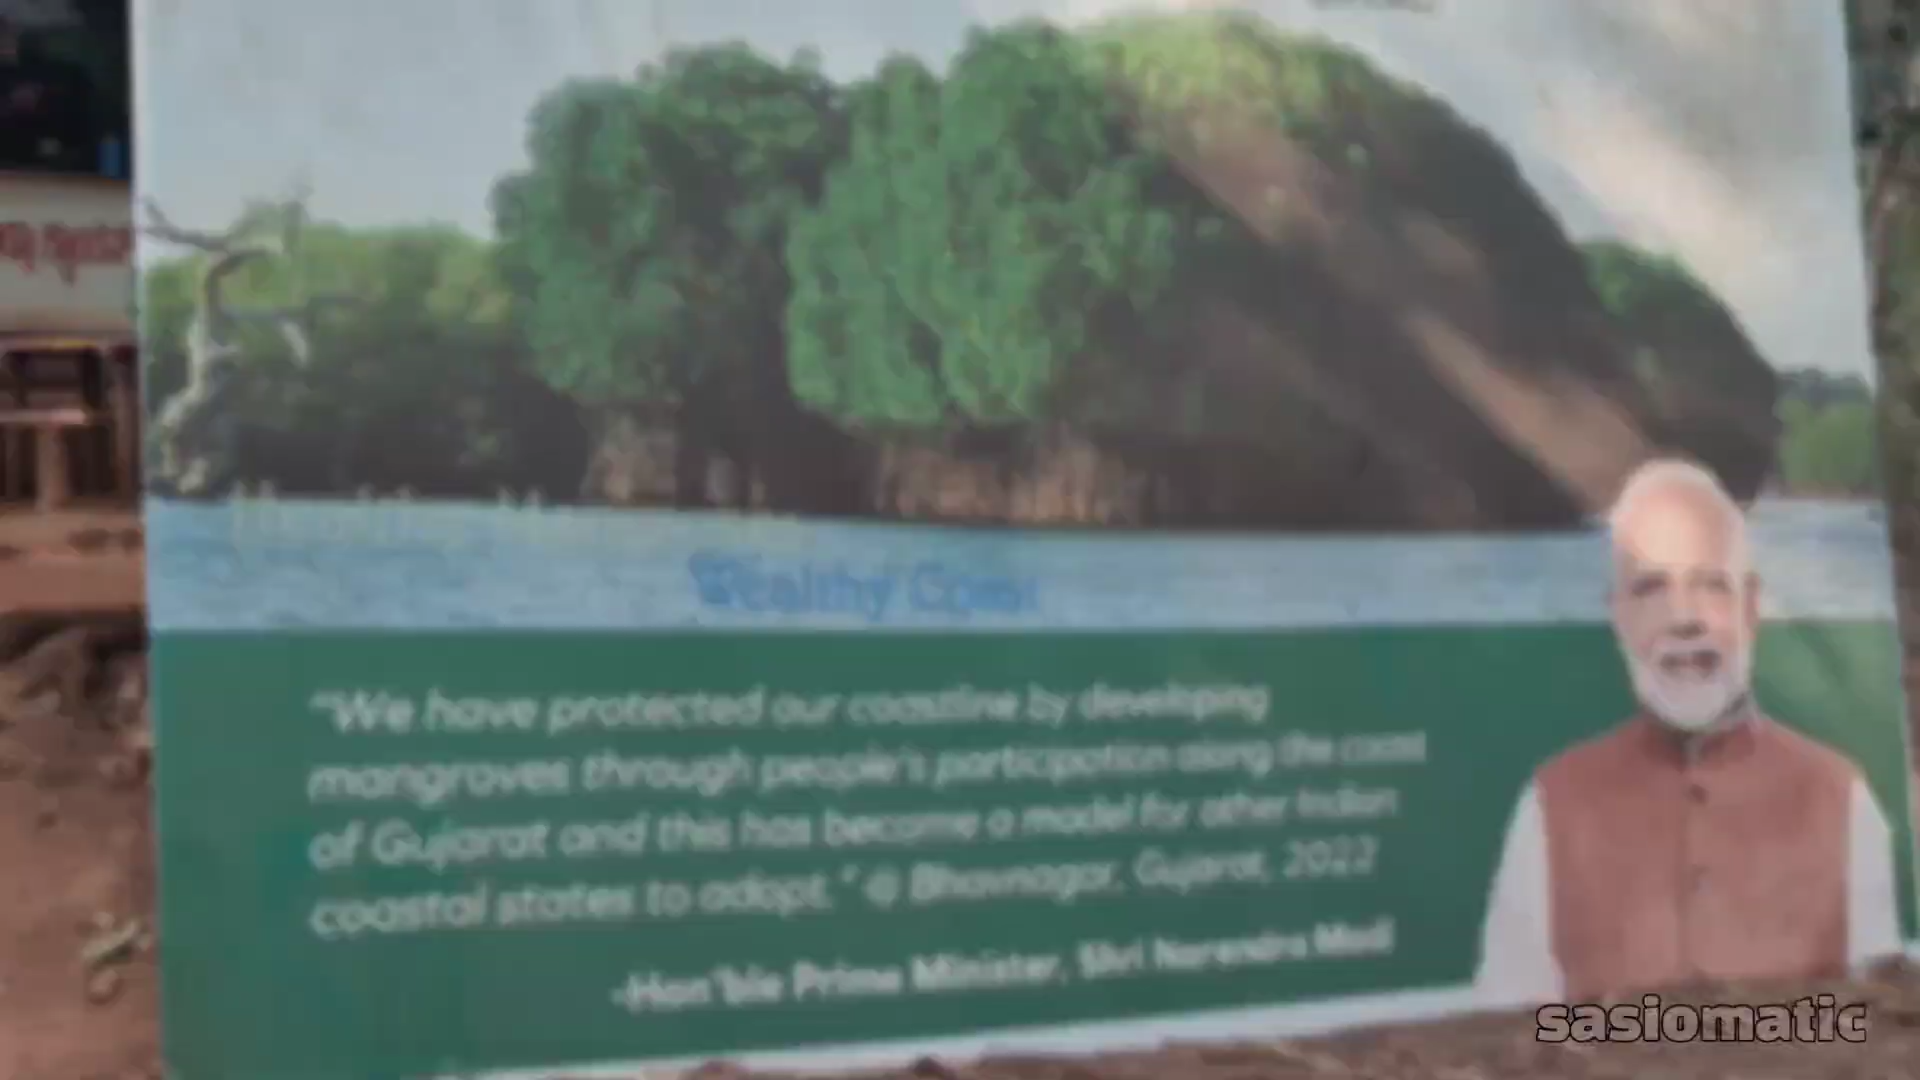 Wealthy Coast
"We have protected our coastline by developing
mangroves through people's participation along the coast
of Gujarat and this has become a model for other Indian
coastal states to adopt." @ Bhavnagar, Gujarat, 2022
-Hon'ble Prime Minister, Shri Narendra Modi
sasiomatic